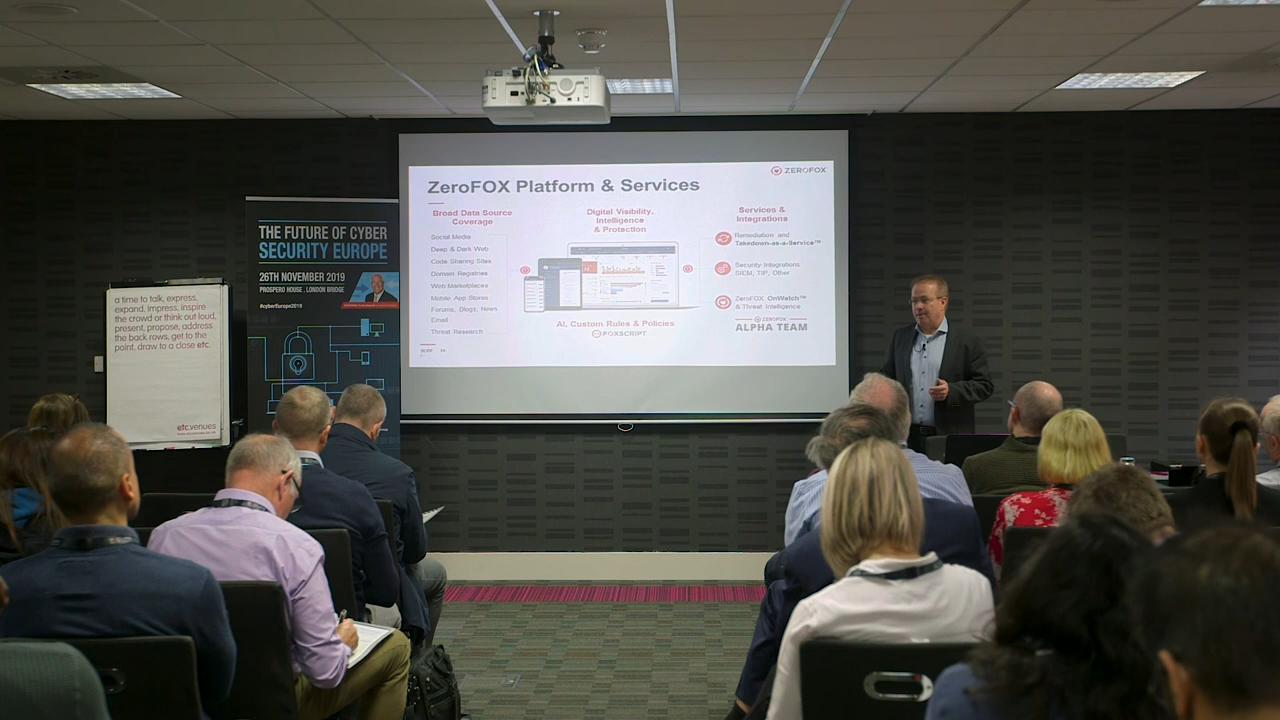 ZEROFOX
ZeroFOX Platform & Services
Broad Data Source
Coverage
Social Media
Deep & Dark Web
Code Sharing Sites
Domain Registries
Web Marketplaces
Mobile App Stores
Forums, Blogs, News
Email
Threat Research
Digital Visibility,
Intelligence
& Protection
AI, Custom Rules & Policies
FOXSCRIPT
Services &
Integrations
Remediation and
Takedown-as-a-Service™
Security Integrations
SIEM, TIP, Other
ZeroFOX OnWatch™
& Threat Intelligence
ZEROFOX
ALPHA TEAM
THE FUTURE OF CYBER
SECURITY EUROPE
26TH NOVEMBER 2019
PROSPERO HOUSE, LONDON BRIDGE
#cyberEurope2019
a time to talk, express,
expand, impress, inspire
the crowd or think out loud,
present, propose, address
the back rows, get to the
point, draw to a close etc.
etc.venues